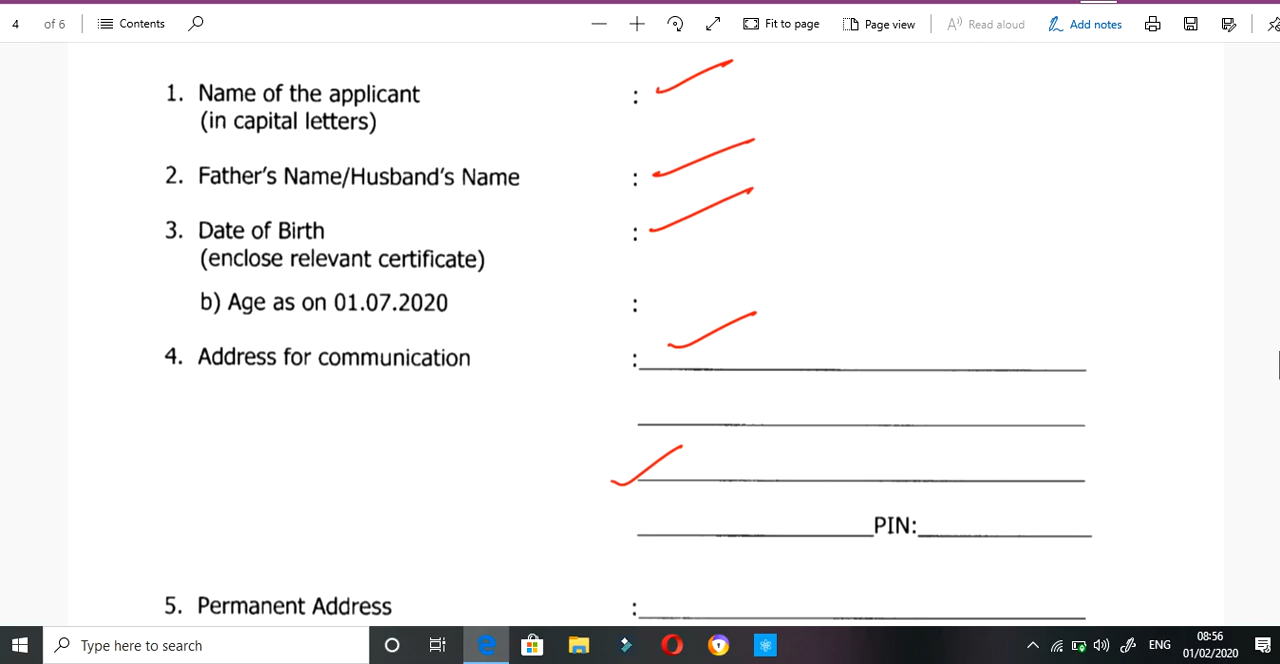 4 of 6 Contents Fit to page Page view Read aloud Add notes
1. Name of the applicant :
(in capital letters)
2. Father's Name/Husband's Name :
3. Date of Birth :
(enclose relevant certificate)
b) Age as on 01.07.2020 :
4. Address for communication :
PIN:
5. Permanent Address :
Type here to search ENG 08:56
01/02/2020